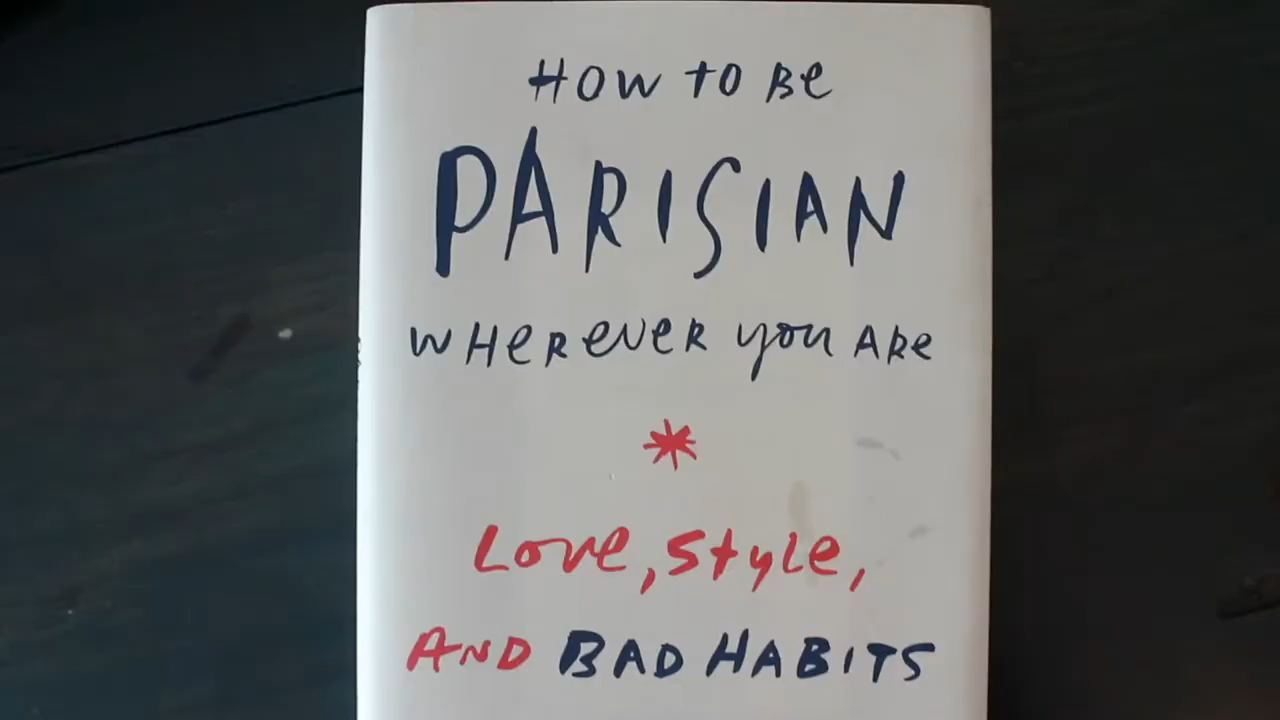 HOW TO BE
PARISIAN
WHEREVER YOU ARE
*
Love, Style,
AND BAD HABITS